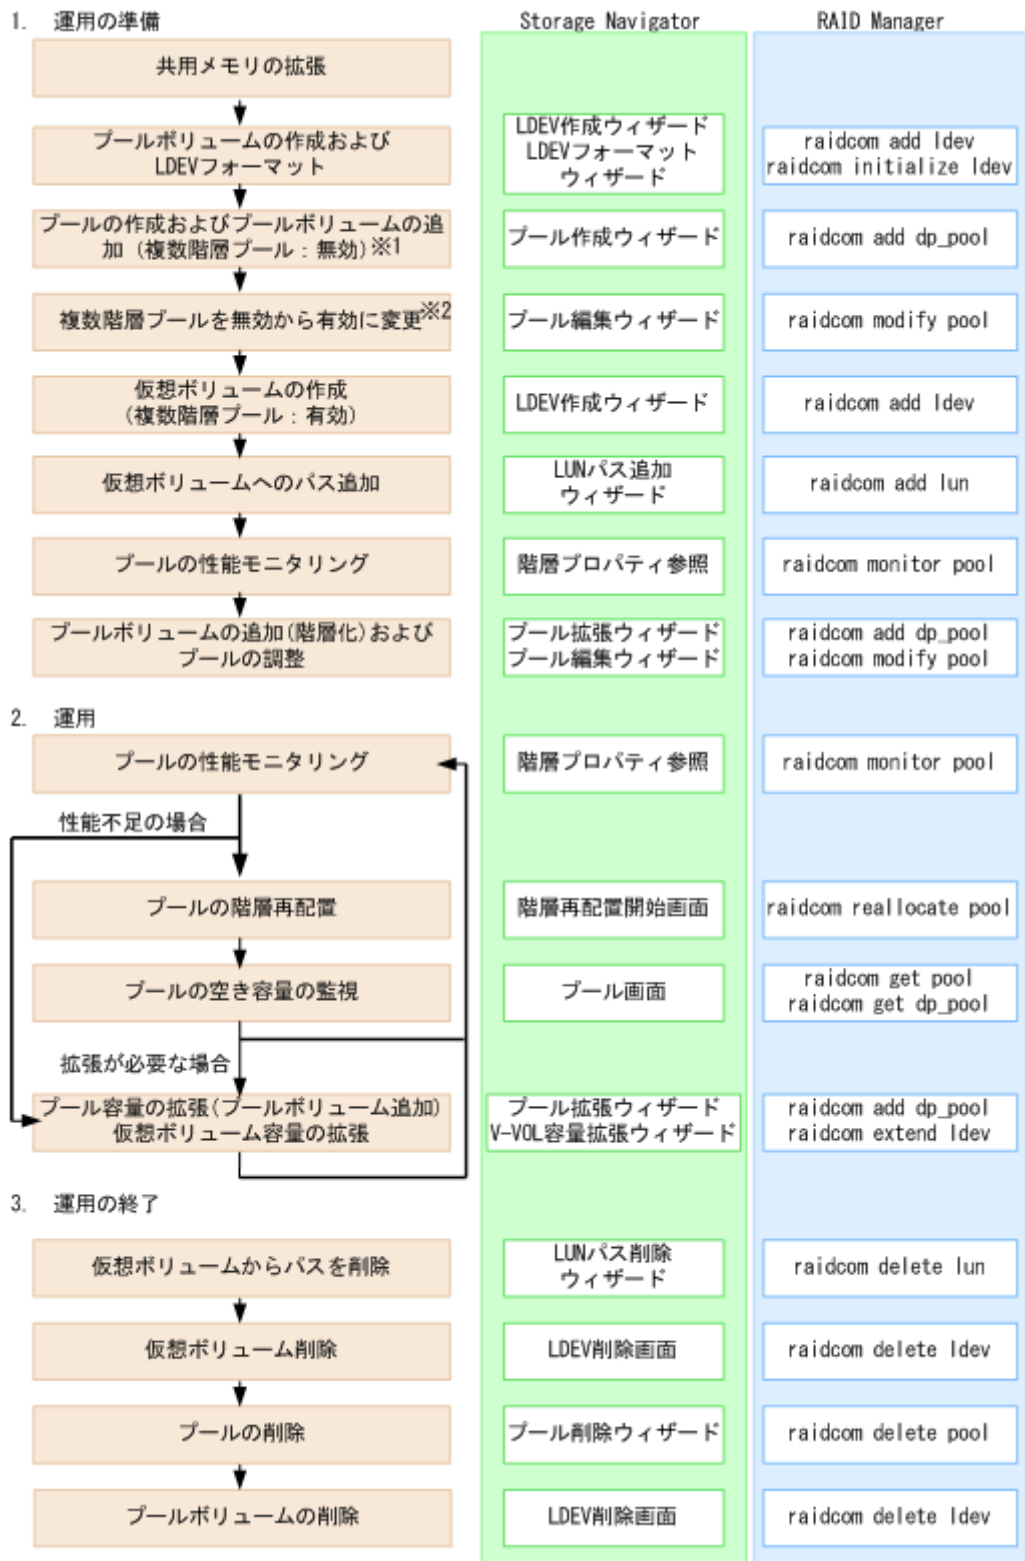 1. 運用の準備
Storage Navigator
RAID Manager
共用メモリの拡張
プールボリュームの作成および
LDEVフォーマット
LDEV作成ウィザード
LDEVフォーマット
ウィザード
raidcom add ldev
raidcom initialize ldev
プールの作成およびプールボリュームの追
加 (複数階層プール：無効)※1
プール作成ウィザード
raidcom add dp_pool
複数階層プールを無効から有効に変更※2
プール編集ウィザード
raidcom modify pool
仮想ボリュームの作成
(複数階層プール：有効)
LDEV作成ウィザード
raidcom add ldev
仮想ボリュームへのパス追加
LUNパス追加
ウィザード
raidcom add lun
プールの性能モニタリング
階層プロパティ参照
raidcom monitor pool
プールボリュームの追加(階層化)および
プールの調整
プール拡張ウィザード
プール編集ウィザード
raidcom add dp_pool
raidcom modify pool
2. 運用
プールの性能モニタリング
階層プロパティ参照
raidcom monitor pool
性能不足の場合
プールの階層再配置
階層再配置開始画面
raidcom reallocate pool
プールの空き容量の監視
プール画面
raidcom get pool
raidcom get dp_pool
拡張が必要な場合
プール容量の拡張(プールボリューム追加)
仮想ボリューム容量の拡張
プール拡張ウィザード
V-VOL容量拡張ウィザード
raidcom add dp_pool
raidcom extend ldev
3. 運用の終了
仮想ボリュームからパスを削除
LUNパス削除
ウィザード
raidcom delete lun
仮想ボリューム削除
LDEV削除画面
raidcom delete ldev
プールの削除
プール削除ウィザード
raidcom delete pool
プールボリュームの削除
LDEV削除画面
raidcom delete ldev